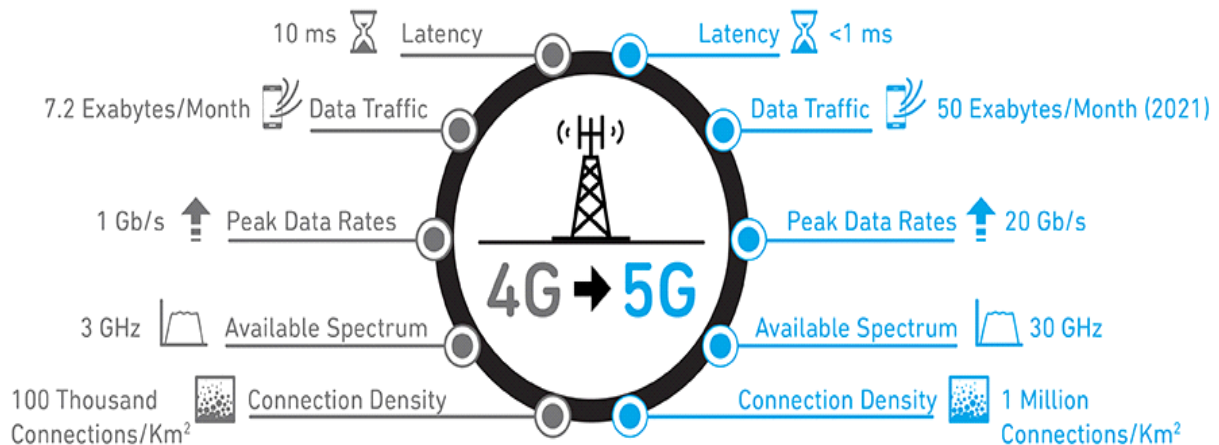 10 ms Latency
7.2 Exabytes/Month Data Traffic
1 Gb/s Peak Data Rates
3 GHz Available Spectrum
100 Thousand
Connections/Km² Connection Density
4G 5G
Latency <1 ms
Data Traffic 50 Exabytes/Month (2021)
Peak Data Rates 20 Gb/s
Available Spectrum 30 GHz
Connection Density 1 Million
Connections/Km²